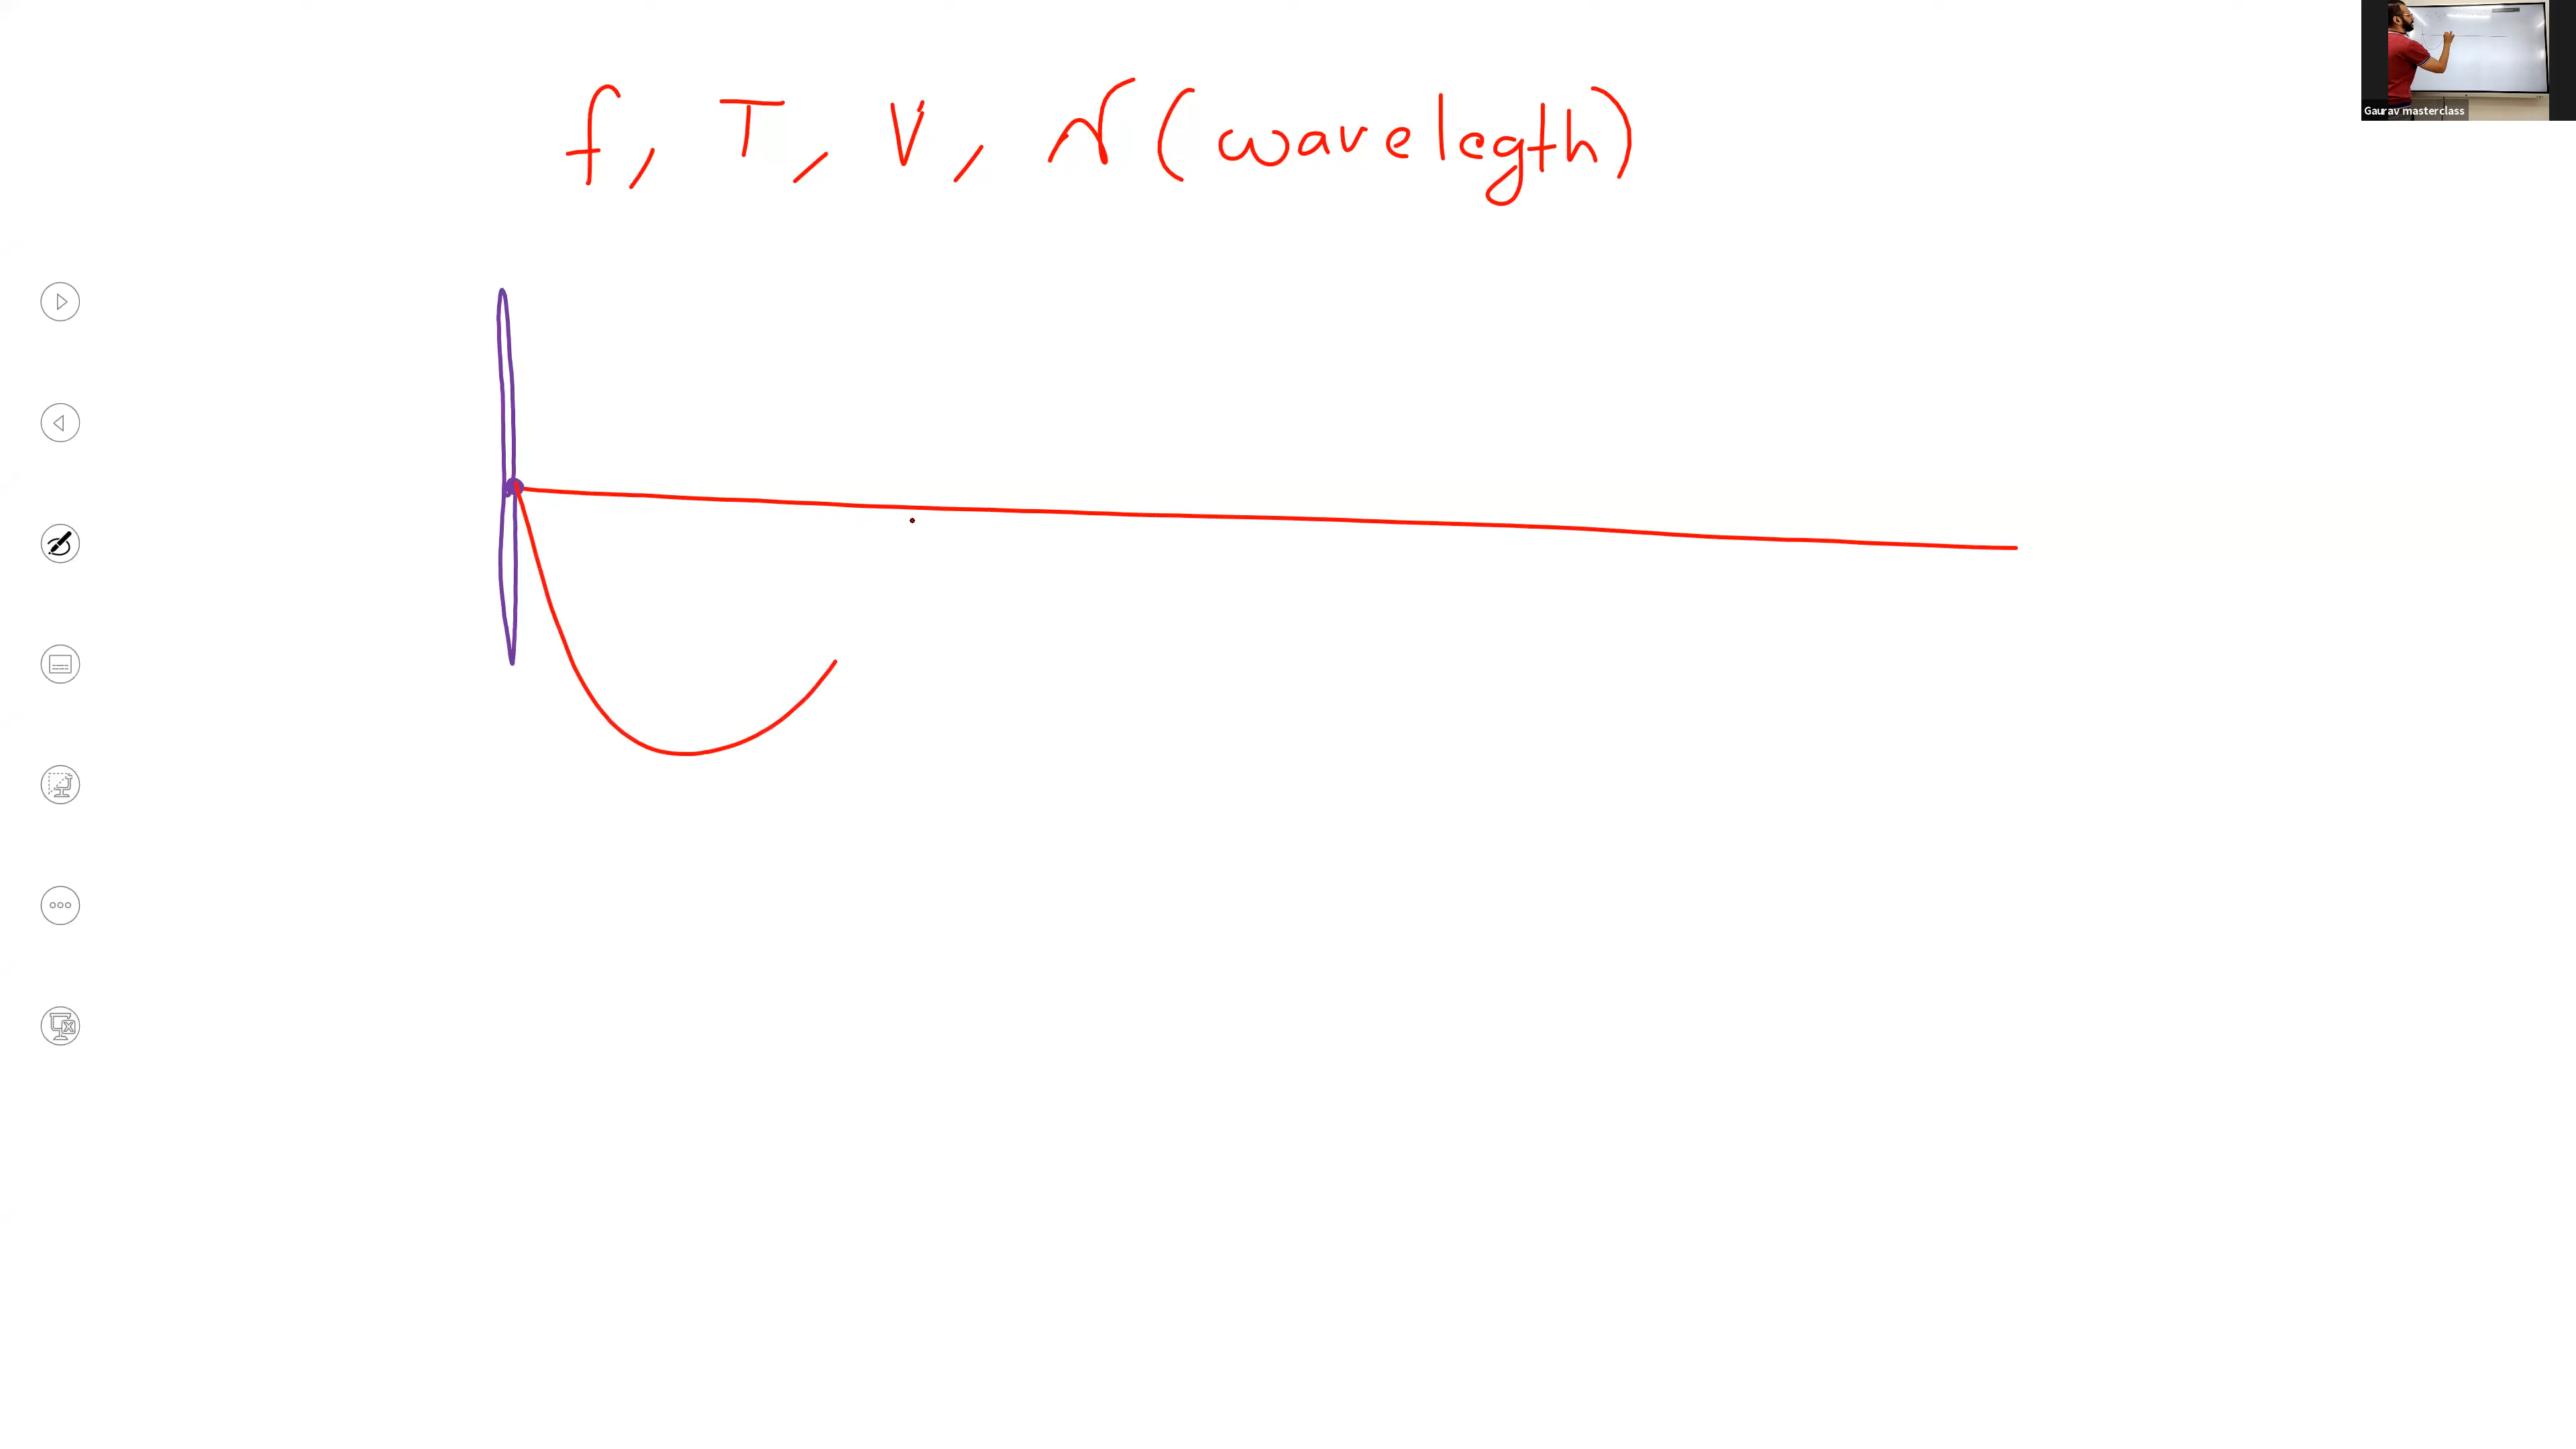 f, T, V, λ (wavelegth)
Gaurav masterclass